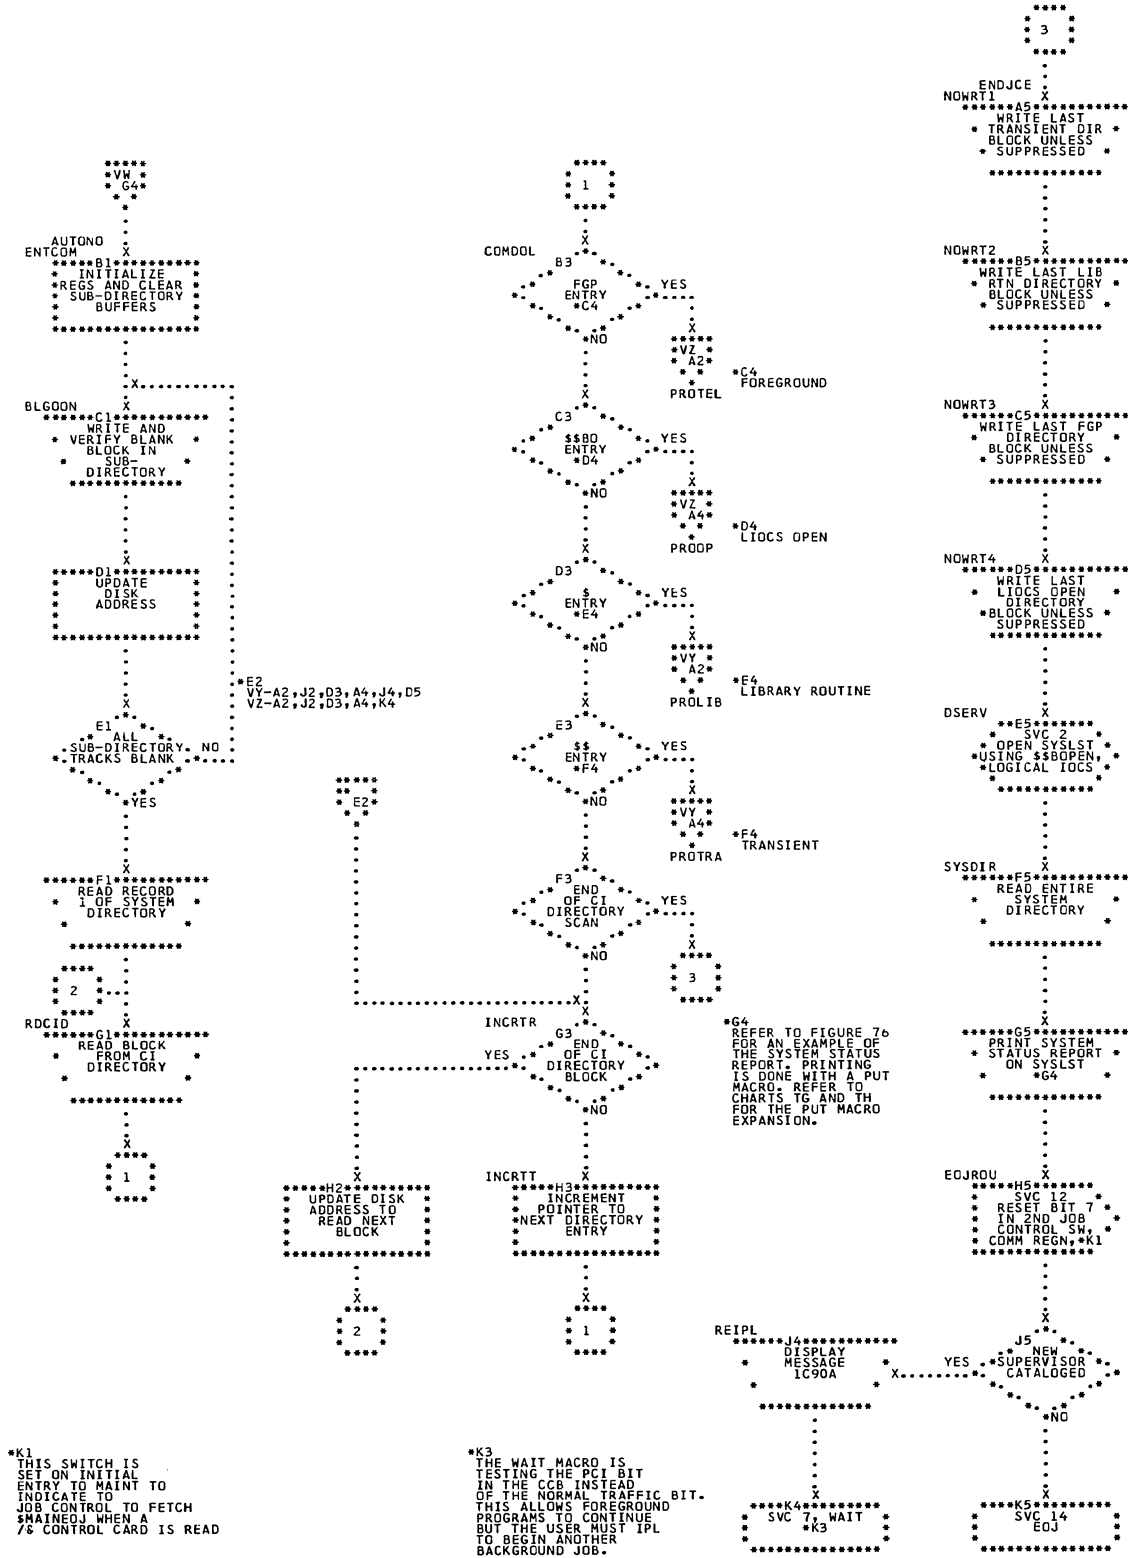 VW
G4
AUTONO
ENTCOM
B1
INITIALIZE
REGS AND CLEAR
SUB-DIRECTORY
BUFFERS
X
BLGOON
C1
WRITE AND
VERIFY BLANK
BLOCK IN
SUB-
DIRECTORY
D1
UPDATE
DISK
ADDRESS
*E2
VY-A2,J2,D3,A4,J4,D5
VZ-A2,J2,D3,A4,K4
E1
ALL
SUB-DIRECTORY
TRACKS BLANK
NO
*YES
F1
READ RECORD
1 OF SYSTEM
DIRECTORY
2
RDCID
G1
READ BLOCK
FROM CI
DIRECTORY
1
E2
H2
UPDATE DISK
ADDRESS TO
READ NEXT
BLOCK
2
1
COMDOL
B3
FGP
ENTRY
*C4
YES
*NO
VZ
A2
PROTEL
*C4
FOREGROUND
C3
$$BO
ENTRY
*D4
YES
*NO
VZ
A4
PROOP
*D4
LIOCS OPEN
D3
$
ENTRY
*E4
YES
*NO
VY
A2
PROLIB
*E4
LIBRARY ROUTINE
E3
$$
ENTRY
*F4
YES
*NO
VY
A4
PROTRA
*F4
TRANSIENT
F3
END
OF CI
DIRECTORY
SCAN
YES
*NO
3
INCRTR
G3
END
OF CI
DIRECTORY
BLOCK
YES
*NO
*G4
REFER TO FIGURE 76
FOR AN EXAMPLE OF
THE SYSTEM STATUS
REPORT. PRINTING
IS DONE WITH A PUT
MACRO. REFER TO
CHARTS TG AND TH
FOR THE PUT MACRO
EXPANSION.
INCRTT
H3
INCREMENT
POINTER TO
NEXT DIRECTORY
ENTRY
1
3
ENDJCE
NOWRT1
A5
WRITE LAST
TRANSIENT DIR
BLOCK UNLESS
SUPPRESSED
NOWRT2
B5
WRITE LAST LIB
RTN DIRECTORY
BLOCK UNLESS
SUPPRESSED
NOWRT3
C5
WRITE LAST FGP
DIRECTORY
BLOCK UNLESS
SUPPRESSED
NOWRT4
D5
WRITE LAST
LIOCS OPEN
DIRECTORY
BLOCK UNLESS
SUPPRESSED
DSERV
E5
SVC 2
OPEN SYSLST
USING $$BOPEN,
LOGICAL IOCS
SYSDIR
F5
READ ENTIRE
SYSTEM
DIRECTORY
G5
PRINT SYSTEM
STATUS REPORT
ON SYSLST
*G4
EOJROU
H5
SVC 12
RESET BIT 7
IN 2ND JOB
CONTROL SW,
COMM REGN,*K1
J5
NEW
SUPERVISOR
CATALOGED
YES
*NO
REIPL
J4
DISPLAY
MESSAGE
1C90A
K4
SVC 7, WAIT
*K3
K5
SVC 14
EOJ
*K1
THIS SWITCH IS
SET ON INITIAL
ENTRY TO MAINT TO
INDICATE TO
JOB CONTROL TO FETCH
$MAINEOJ WHEN A
/& CONTROL CARD IS READ
*K3
THE WAIT MACRO IS
TESTING THE PCI BIT
IN THE CCB INSTEAD
OF THE NORMAL TRAFFIC BIT.
THIS ALLOWS FOREGROUND
PROGRAMS TO CONTINUE
BUT THE USER MUST IPL
TO BEGIN ANOTHER
BACKGROUND JOB.